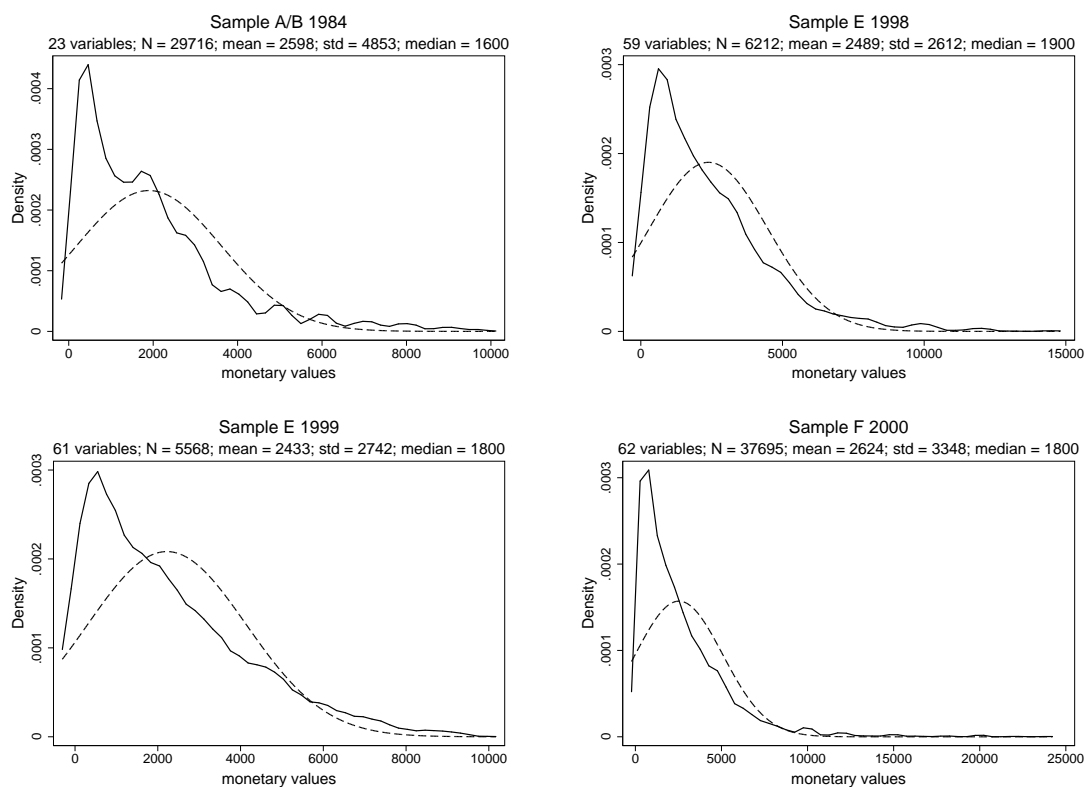 Sample A/B 1984
23 variables; N = 29716; mean = 2598; std = 4853; median = 1600
Density
.0004
.0003
.0002
.0001
0
0 2000 4000 6000 8000 10000
monetary values
Sample E 1998
59 variables; N = 6212; mean = 2489; std = 2612; median = 1900
Density
.0003
.0002
.0001
0
0 5000 10000 15000
monetary values
Sample E 1999
61 variables; N = 5568; mean = 2433; std = 2742; median = 1800
Density
.0003
.0002
.0001
0
0 2000 4000 6000 8000 10000
monetary values
Sample F 2000
62 variables; N = 37695; mean = 2624; std = 3348; median = 1800
Density
.0003
.0002
.0001
0
0 5000 10000 15000 20000 25000
monetary values